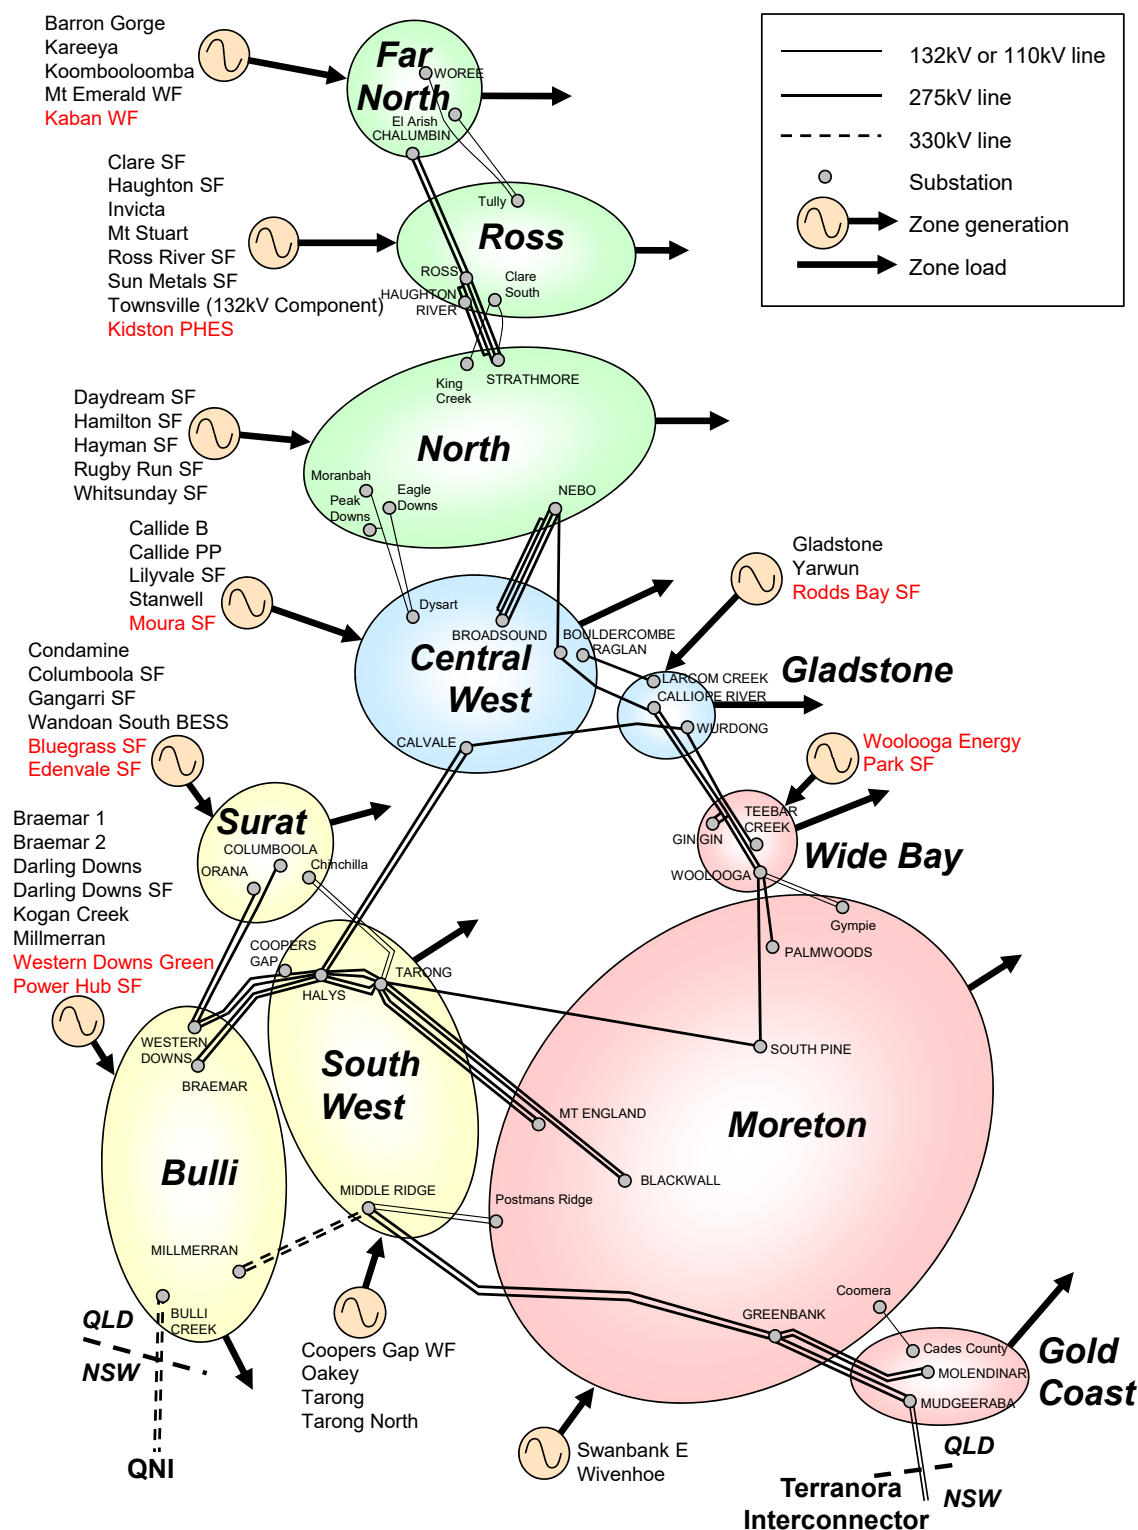 Barron Gorge
Kareeya
Koombooloomba
Mt Emerald WF
Kaban WF
Far
North
WOREE
El Arish
CHALUMBIN
132kV or 110kV line
275kV line
330kV line
Substation
Zone generation
Zone load
Clare SF
Haughton SF
Invicta
Mt Stuart
Ross River SF
Sun Metals SF
Townsville (132kV Component)
Kidston PHES
Tully
Ross
ROSS
HAUGHTON
RIVER
Clare
South
King
Creek
STRATHMORE
Daydream SF
Hamilton SF
Hayman SF
Rugby Run SF
Whitsunday SF
North
Moranbah
Peak
Downs
Eagle
Downs
NEBO
Callide B
Callide PP
Lilyvale SF
Stanwell
Moura SF
Gladstone
Yarwun
Rodds Bay SF
Dysart
BROADSOUND
BOULDERCOMBE
RAGLAN
Central
West
CALVALE
Gladstone
LARCOM CREEK
CALLIOPE RIVER
WURDONG
Condamine
Columboola SF
Gangarri SF
Wandoan South BESS
Bluegrass SF
Edenvale SF
Woolooga Energy
Park SF
Surat
COLUMBOOLA
ORANA
Chinchilla
TEEBAR
CREEK
GIN GIN
WOOLOOGA
Wide Bay
Braemar 1
Braemar 2
Darling Downs
Darling Downs SF
Kogan Creek
Millmerran
Western Downs Green
Power Hub SF
COOPERS
GAP
HALYS
TARONG
Gympie
PALMWOODS
SOUTH PINE
WESTERN
DOWNS
BRAEMAR
South
West
MT ENGLAND
Moreton
BLACKWALL
Bulli
MIDDLE RIDGE
Postmans Ridge
MILLMERRAN
BULLI
CREEK
QLD
NSW
QNI
Coopers Gap WF
Oakey
Tarong
Tarong North
Swanbank E
Wivenhoe
GREENBANK
Coomera
Cades County
MOLENDINAR
MUDGEERABA
Gold
Coast
QLD
NSW
Terranora
Interconnector